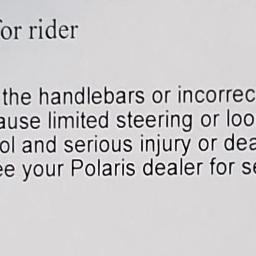 for rider
the handlebars or incorrec
ause limited steering or loo
ol and serious injury or dea
ee your Polaris dealer for se